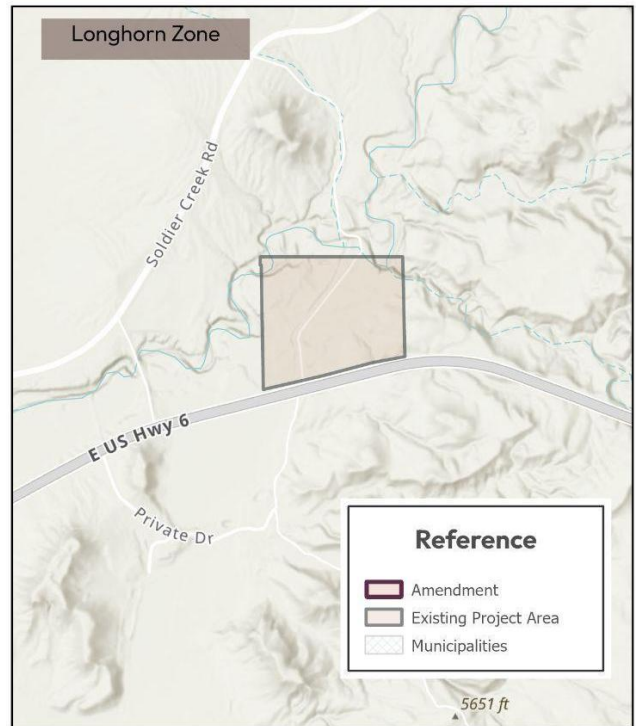 Longhorn Zone
Soldier Creek Rd
E US Hwy 6
Private Dr
Reference
Amendment
Existing Project Area
Municipalities
5651 ft